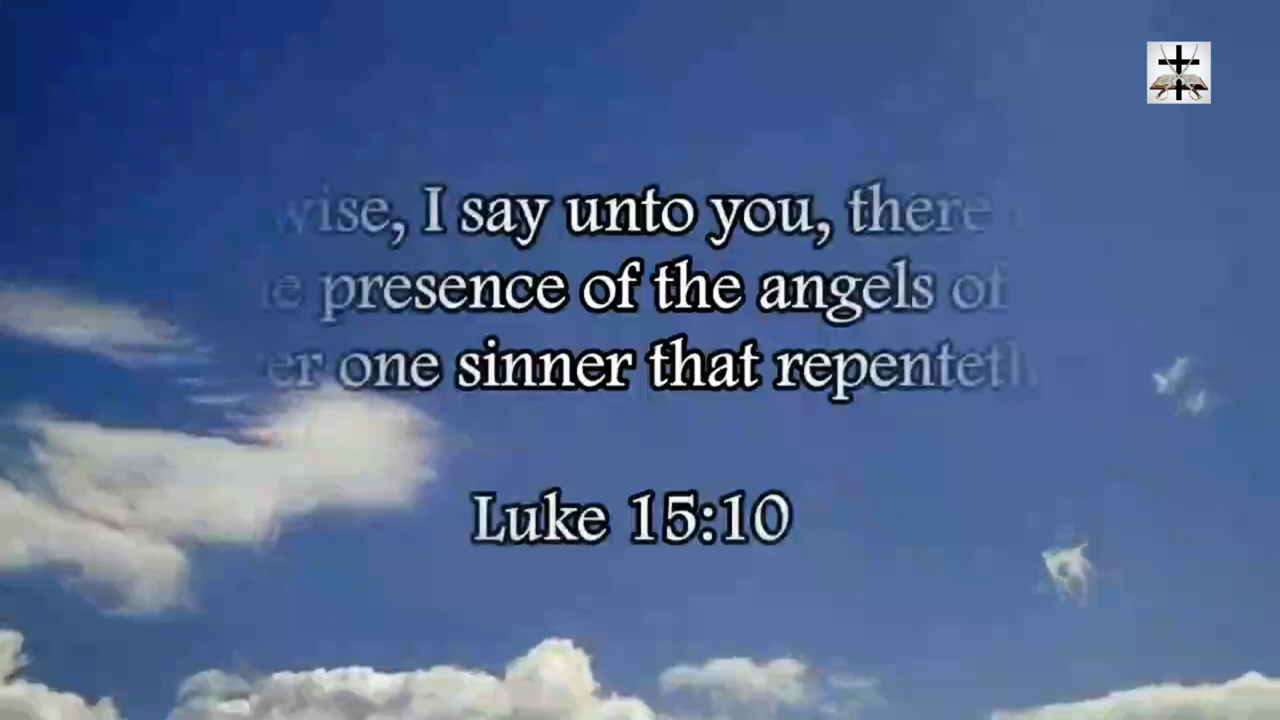 wise, I say unto you, there
presence of the angels of
er one sinner that repenteth
Luke 15:10